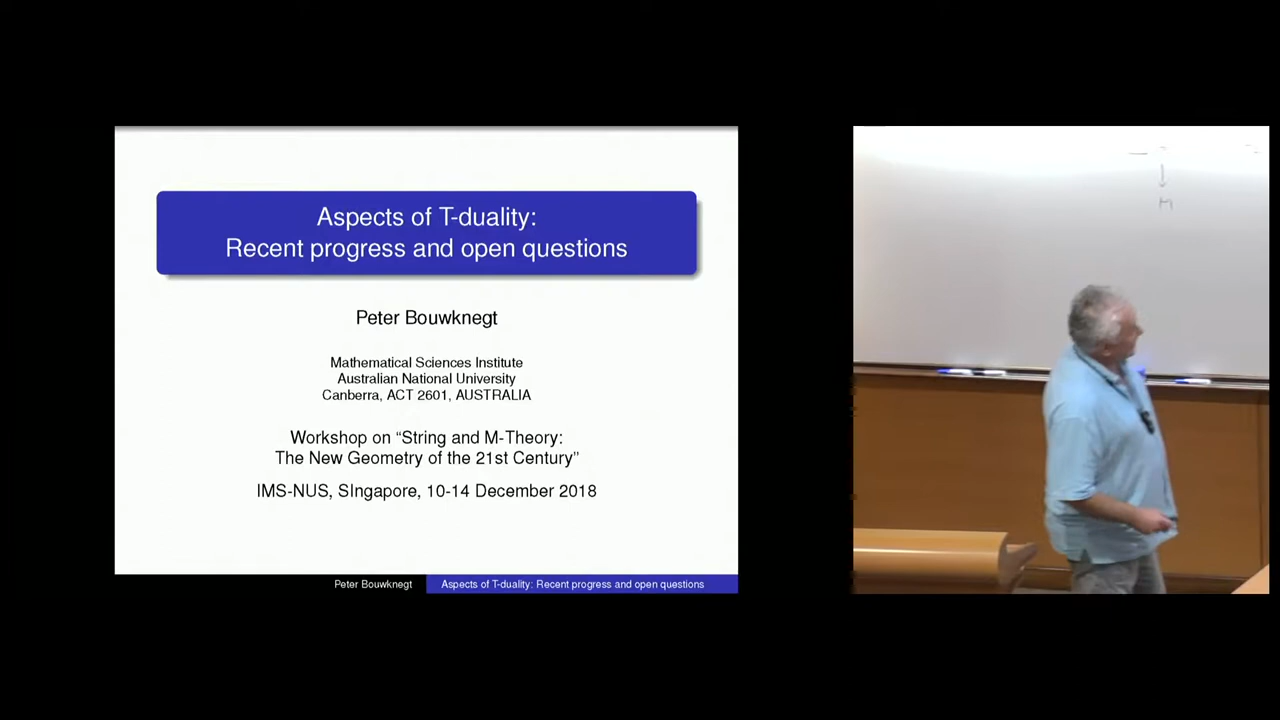 Aspects of T-duality:
Recent progress and open questions
Peter Bouwknegt
Mathematical Sciences Institute
Australian National University
Canberra, ACT 2601, AUSTRALIA
Workshop on “String and M-Theory:
The New Geometry of the 21st Century”
IMS-NUS, SIngapore, 10-14 December 2018
Peter Bouwknegt
Aspects of T-duality: Recent progress and open questions
M